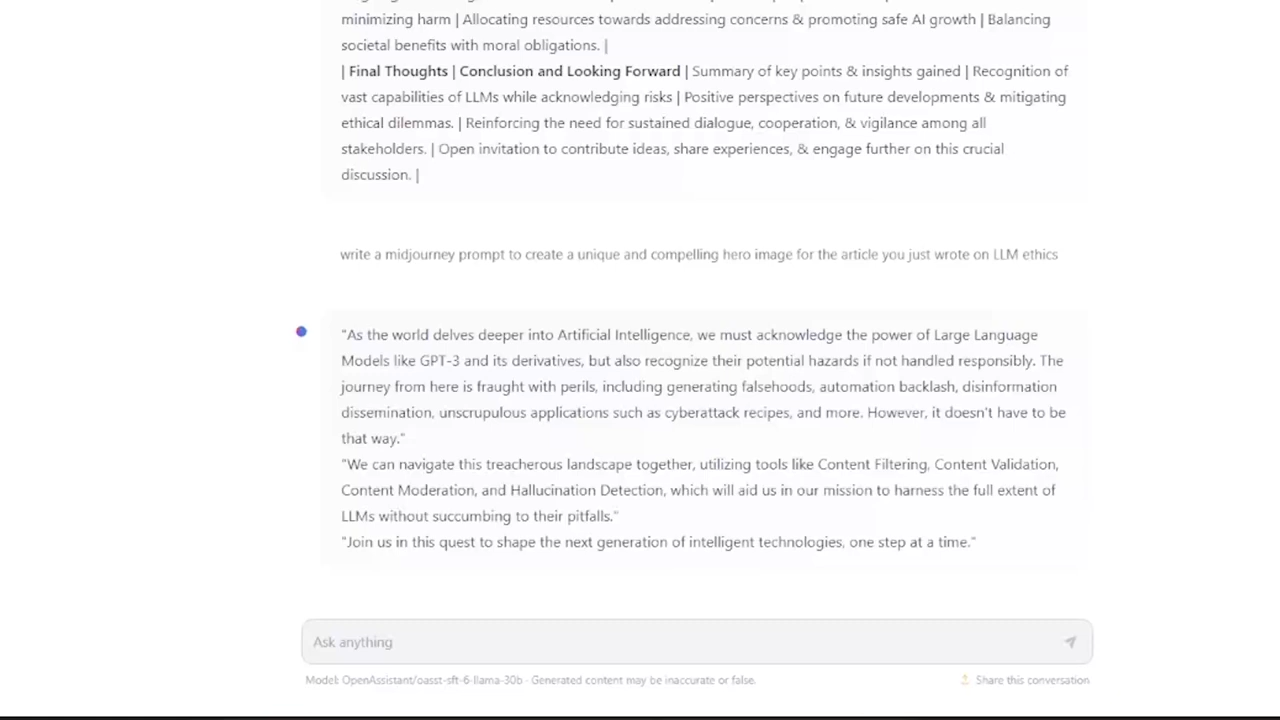 minimizing harm | Allocating resources towards addressing concerns & promoting safe AI growth | Balancing
societal benefits with moral obligations. |
| Final Thoughts | Conclusion and Looking Forward | Summary of key points & insights gained | Recognition of
vast capabilities of LLMs while acknowledging risks | Positive perspectives on future developments & mitigating
ethical dilemmas. | Reinforcing the need for sustained dialogue, cooperation, & vigilance among all
stakeholders. | Open invitation to contribute ideas, share experiences, & engage further on this crucial
discussion. |
write a midjourney prompt to create a unique and compelling hero image for the article you just wrote on LLM ethics
"As the world delves deeper into Artificial Intelligence, we must acknowledge the power of Large Language
Models like GPT-3 and its derivatives, but also recognize their potential hazards if not handled responsibly. The
journey from here is fraught with perils, including generating falsehoods, automation backlash, disinformation
dissemination, unscrupulous applications such as cyberattack recipes, and more. However, it doesn't have to be
that way."
"We can navigate this treacherous landscape together, utilizing tools like Content Filtering, Content Validation,
Content Moderation, and Hallucination Detection, which will aid us in our mission to harness the full extent of
LLMs without succumbing to their pitfalls."
"Join us in this quest to shape the next generation of intelligent technologies, one step at a time."
Ask anything
Model: OpenAssistant/oasst-sft-6-llama-30b · Generated content may be inaccurate or false.
Share this conversation